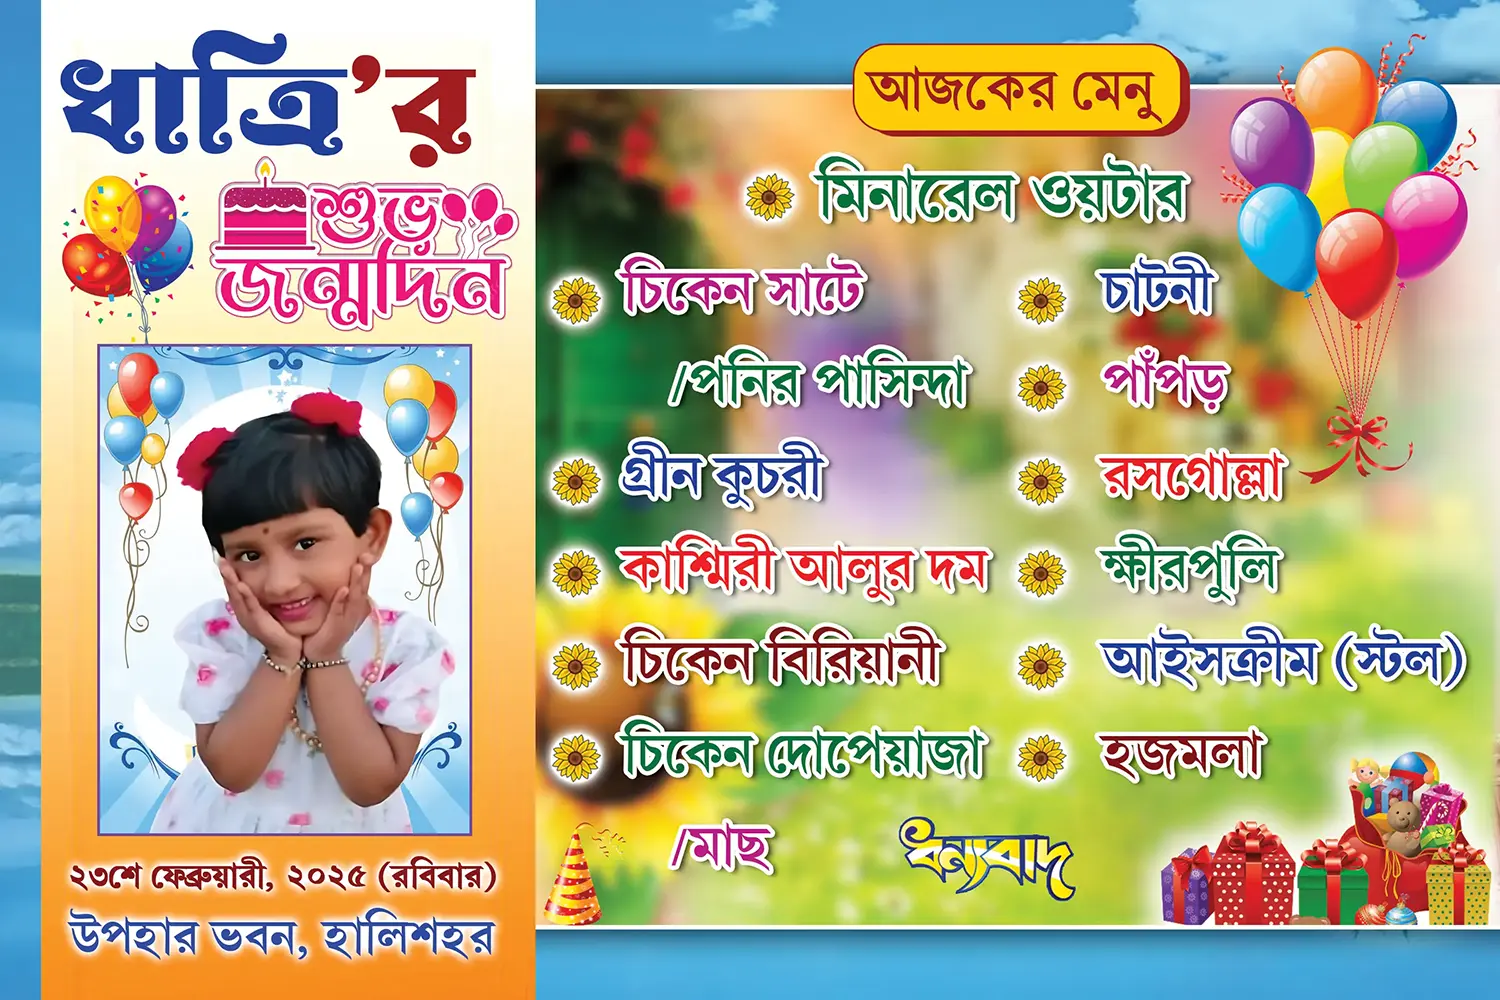 ধাত্রি'র
শুভ
জন্মদিন
২৩শে ফেব্রুয়ারী, ২০২৫ (রবিবার)
উপহার ভবন, হালিশহর
আজকের মেনু
মিনারেল ওয়টার
চিকেন সাটে
/পনির পাসিন্দা
গ্রীন কুচরী
কাশ্মিরী আলুর দম
চিকেন বিরিয়ানী
চিকেন দোপেয়াজা
/মাছ
চাটনী
পাঁপড়
রসগোল্লা
ক্ষীরপুলি
আইসক্রীম (স্টল)
হজমলা
ধন্যবাদ